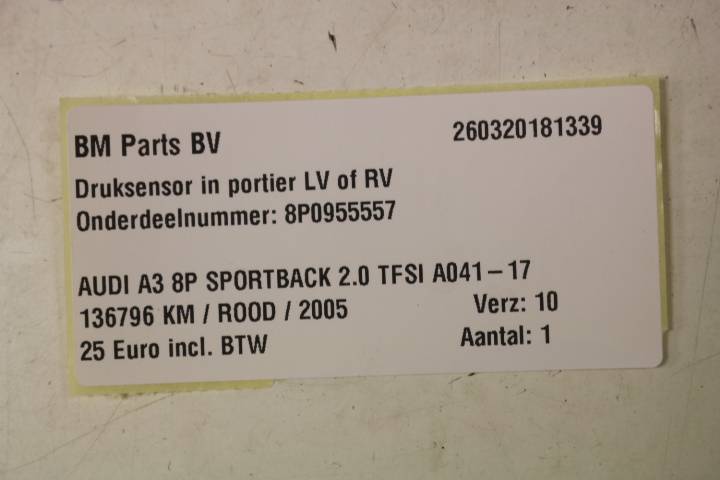 BM Parts BV 260320181339
Druksensor in portier LV of RV
Onderdeelnummer: 8P0955557
AUDI A3 8P SPORTBACK 2.0 TFSI A041-17
136796 KM / ROOD / 2005 Verz: 10
25 Euro incl. BTW Aantal: 1